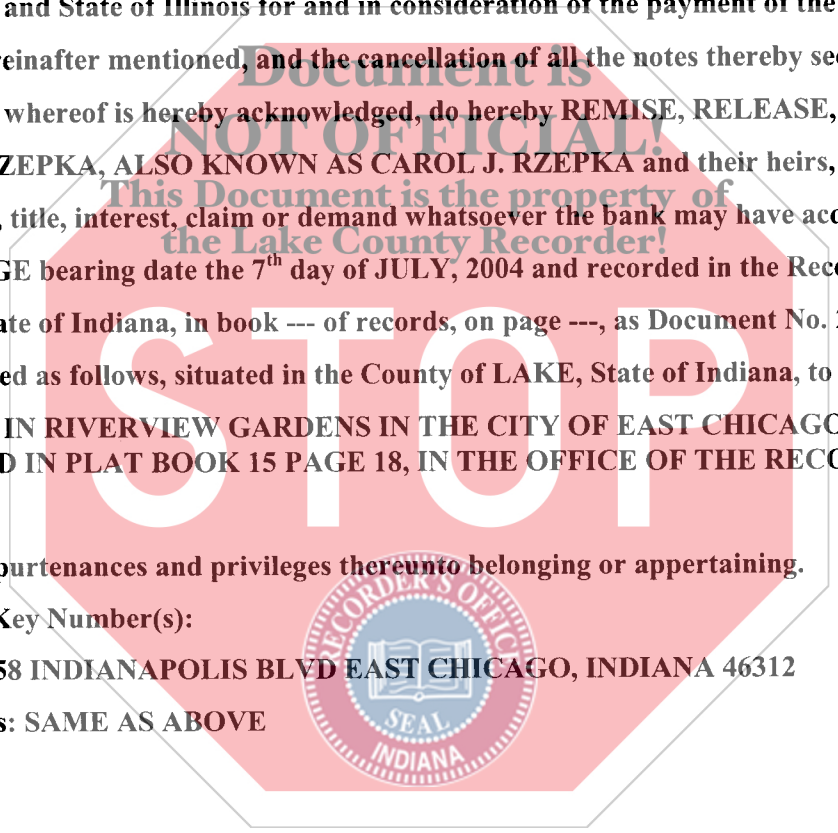 and State of Illinois for and in consideration of the payment of the
einafter mentioned, and the cancellation of all the notes thereby sec
Document is
whereof is hereby acknowledged, do hereby REMISE, RELEASE,
NOT OFFICIAL!
ZEPKA, ALSO KNOWN AS CAROL J. RZEPKA and their heirs,
This Document is the property of
, title, interest, claim or demand whatsoever the bank may have acq
the Lake County Recorder!
GE bearing date the 7th day of JULY, 2004 and recorded in the Reco
ate of Indiana, in book --- of records, on page ---, as Document No. 2
ed as follows, situated in the County of LAKE, State of Indiana, to
STOP
IN RIVERVIEW GARDENS IN THE CITY OF EAST CHICAGO
D IN PLAT BOOK 15 PAGE 18, IN THE OFFICE OF THE RECO
purtenances and privileges thereunto belonging or appertaining.
Key Number(s):
58 INDIANAPOLIS BLVD EAST CHICAGO, INDIANA 46312
s: SAME AS ABOVE
RECORDER'S OFFICE
SEAL
INDIANA